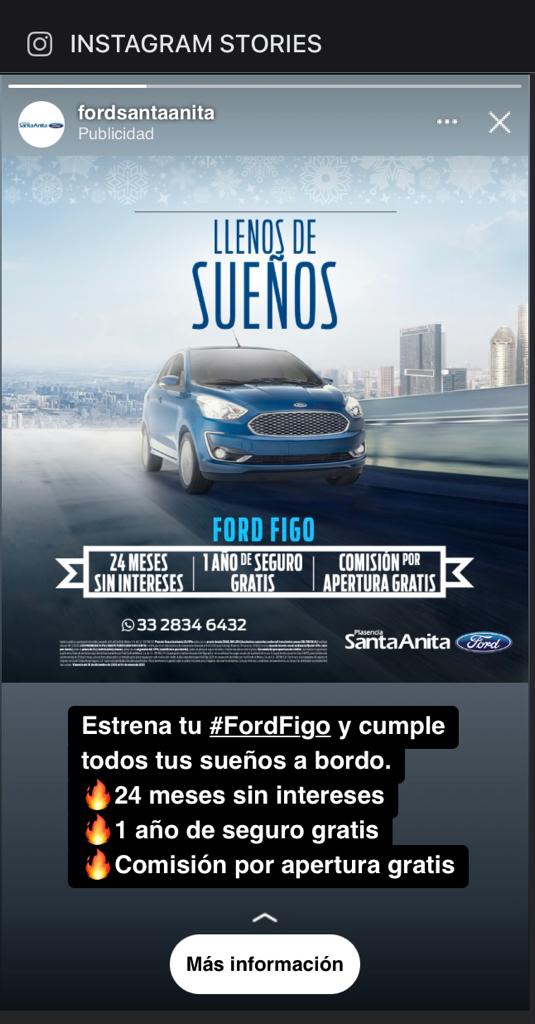 INSTAGRAM STORIES
fordsantaanita
Publicidad
LLENOS DE
SUEÑOS
FORD FIGO
24 MESES
SIN INTERESES
1 AÑO DE SEGURO
GRATIS
COMISIÓN POR
APERTURA GRATIS
33 2834 6432
Plasencia
SantaAnita Ford
Estrena tu #FordFigo y cumple
todos tus sueños a bordo.
🔥24 meses sin intereses
🔥1 año de seguro gratis
🔥Comisión por apertura gratis
Más información